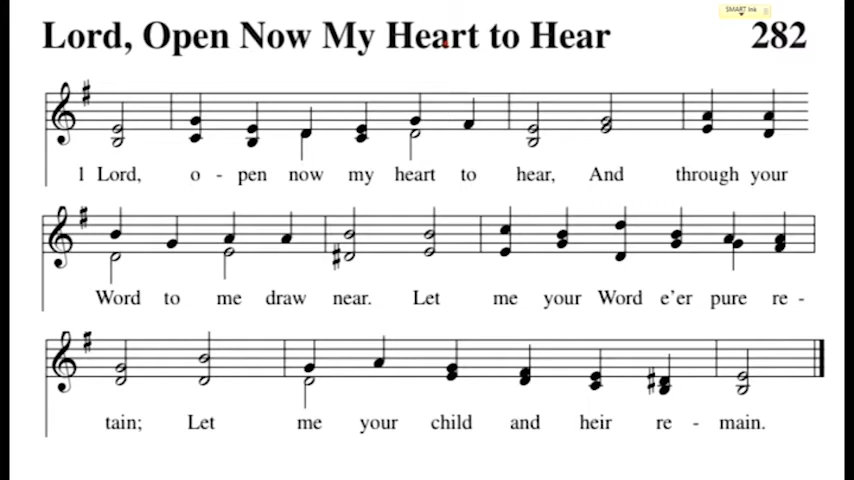 SMART Ink
Lord, Open Now My Heart to Hear 282
1 Lord, o - pen now my heart to hear, And through your
Word to me draw near. Let me your Word e'er pure re -
tain; Let me your child and heir re - main.